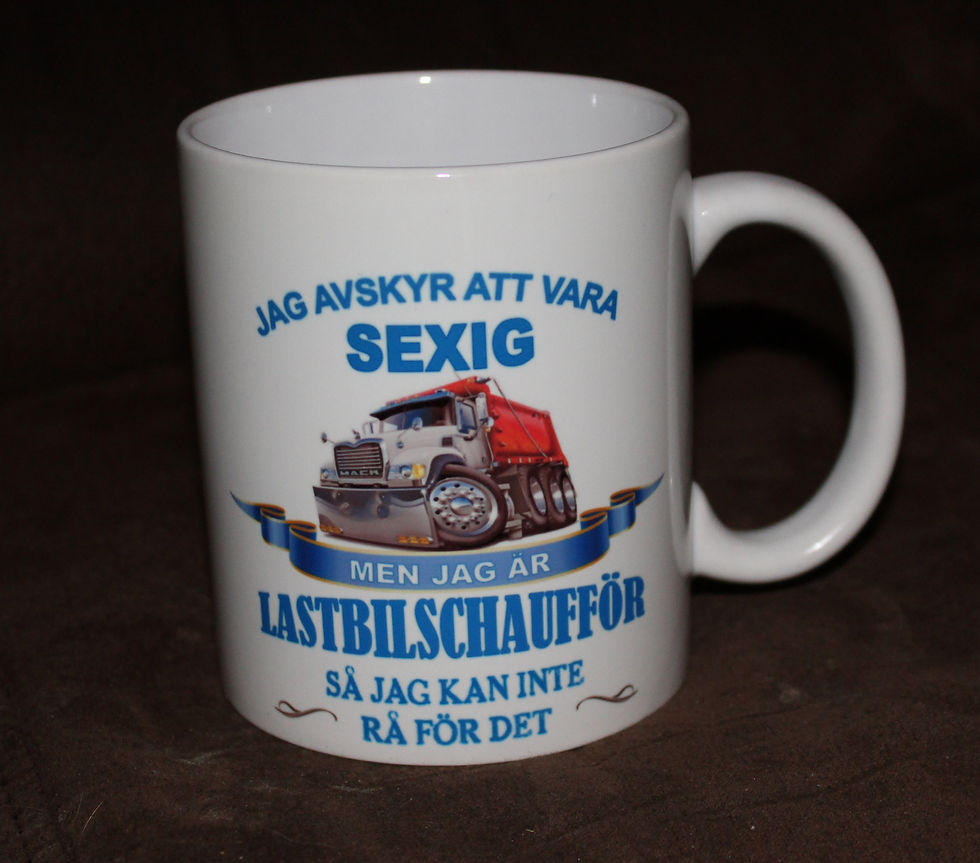 JAG AVSKYR ATT VARA
SEXIG
MACK
MEN JAG ÄR
LASTBILSCHAUFFÖR
SÅ JAG KAN INTE
RÅ FÖR DET